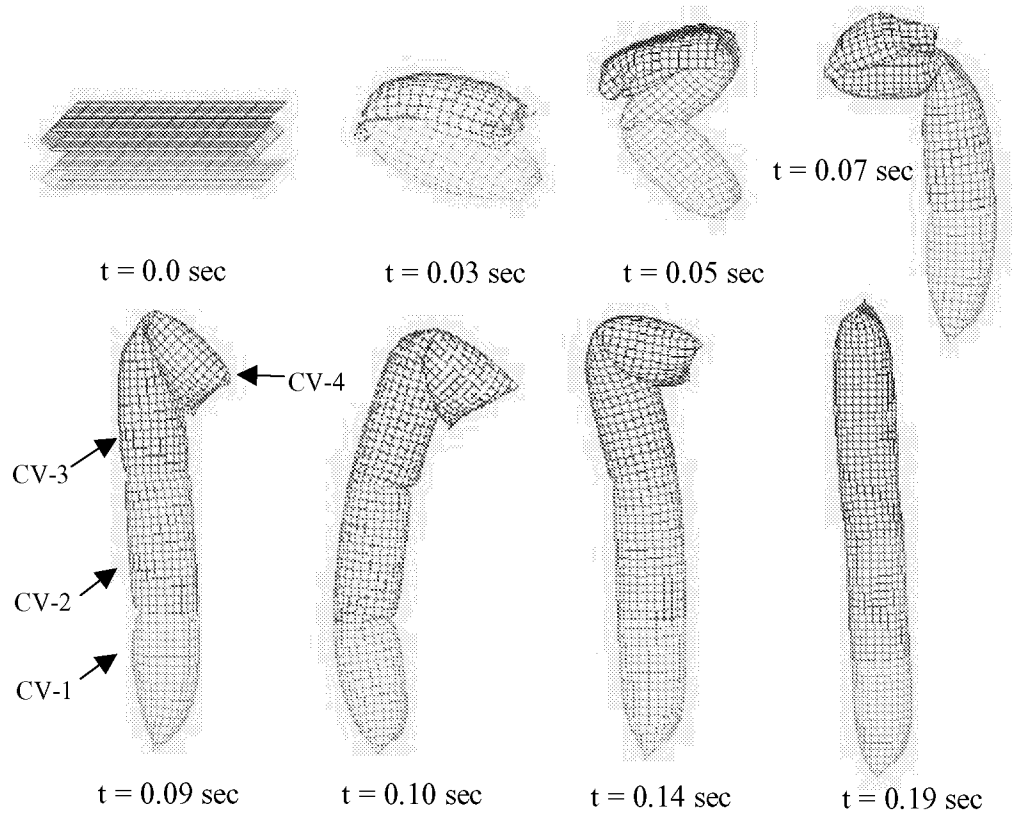 t = 0.07 sec
t = 0.0 sec
t = 0.03 sec
t = 0.05 sec
CV-4
CV-3
CV-2
CV-1
t = 0.09 sec
t = 0.10 sec
t = 0.14 sec
t = 0.19 sec